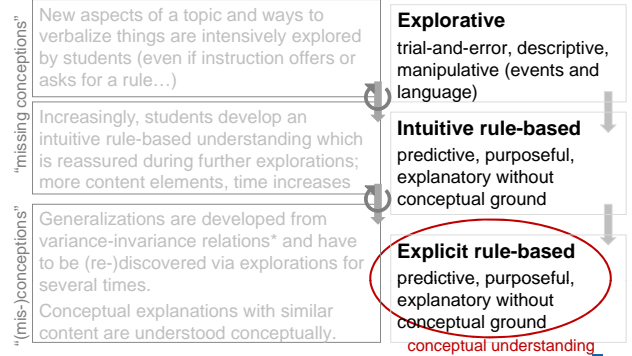 "missing conceptions"
New aspects of a topic and ways to
verbalize things are intensively explored
by students (even if instruction offers or
asks for a rule…)
Explorative
trial-and-error, descriptive,
manipulative (events and
language)
Increasingly, students develop an
intuitive rule-based understanding which
is reassured during further explorations;
more content elements, time increases
Intuitive rule-based
predictive, purposeful,
explanatory without
conceptual ground
"(mis-)conceptions"
Generalizations are developed from
variance-invariance relations* and have
to be (re-)discovered via explorations for
several times.
Conceptual explanations with similar
content are understood conceptually.
Explicit rule-based
predictive, purposeful,
explanatory without
conceptual ground
conceptual understanding